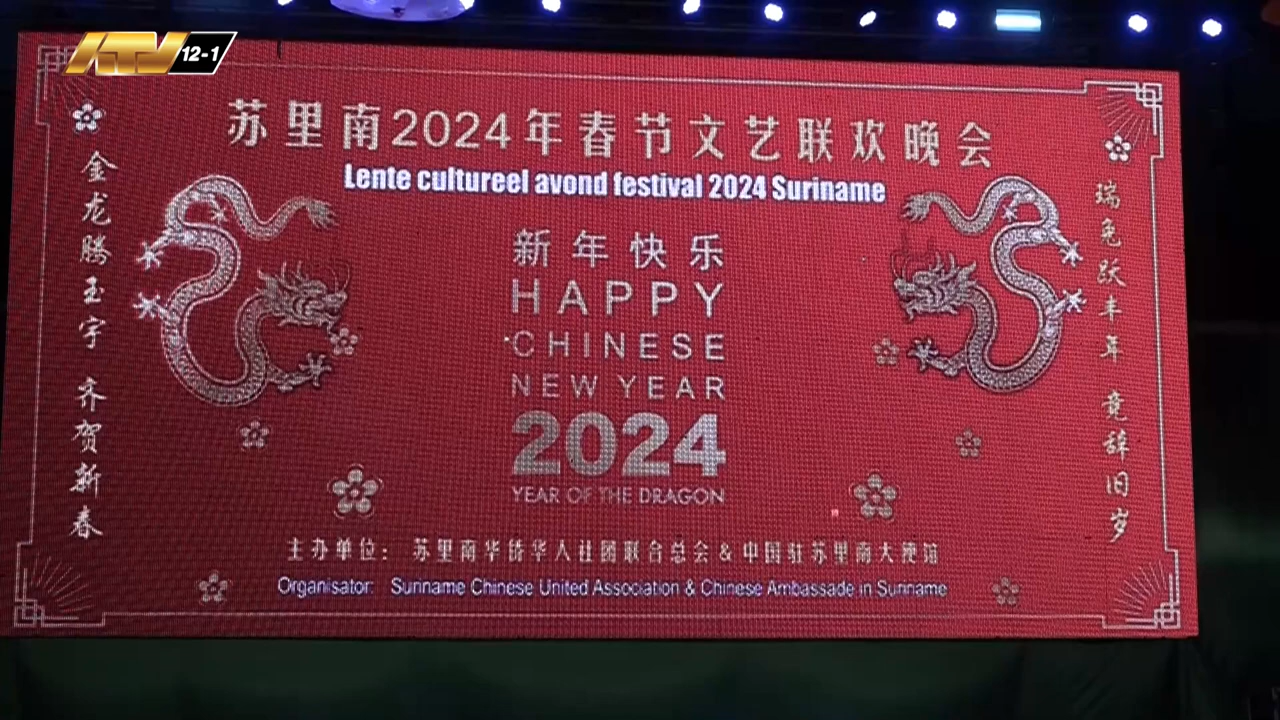 ATV 12-1
苏里南2024年春节文艺联欢晚会
Lente cultureel avond festival 2024 Suriname
金龙腾玉宇 齐贺新春
瑞兔跃丰年 竟辞旧岁
新年快乐
HAPPY
CHINESE
NEW YEAR
2024
YEAR OF THE DRAGON
主办单位：苏里南华侨华人社团联合总会&中国驻苏里南大使馆
Organisator: Suriname Chinese United Association & Chinese Ambassade in Suriname